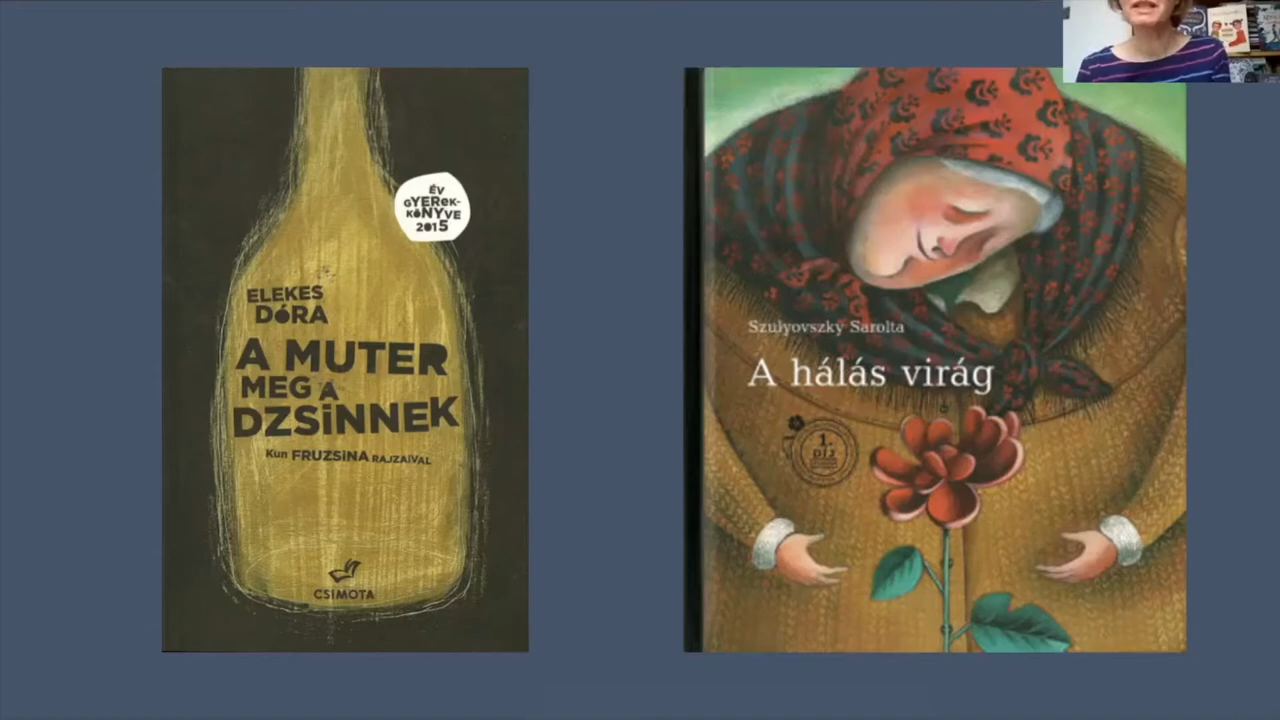 ÉV
GYEREK-
KÖNYVE
2015
ELEKES
DÓRA
A MUTER
MEG A
DZSINNEK
Kun FRUZSINA RAJZAIVAL
CSIMOTA
Szulyovszky Sarolta
A hálás virág
1.
DÍJ